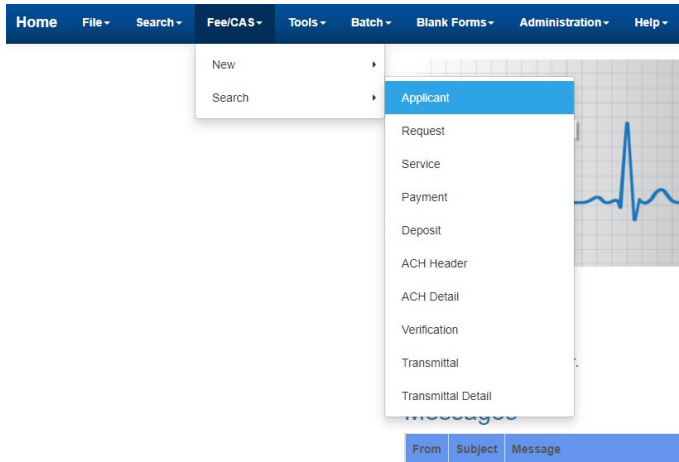 Home File Search Fee/CAS Tools Batch Blank Forms Administration Help
New
Search
Applicant
Request
Service
Payment
Deposit
ACH Header
ACH Detail
Verification
Transmittal
Transmittal Detail
Messages
From Subject Message